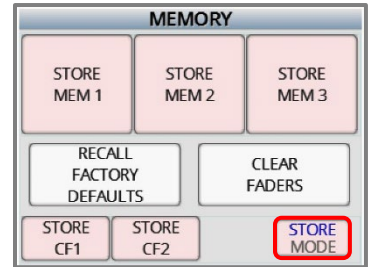 MEMORY
STORE STORE STORE
MEM 1 MEM 2 MEM 3
RECALL
FACTORY
DEFAULTS
CLEAR
FADERS
STORE STORE STORE
CF1 CF2 MODE